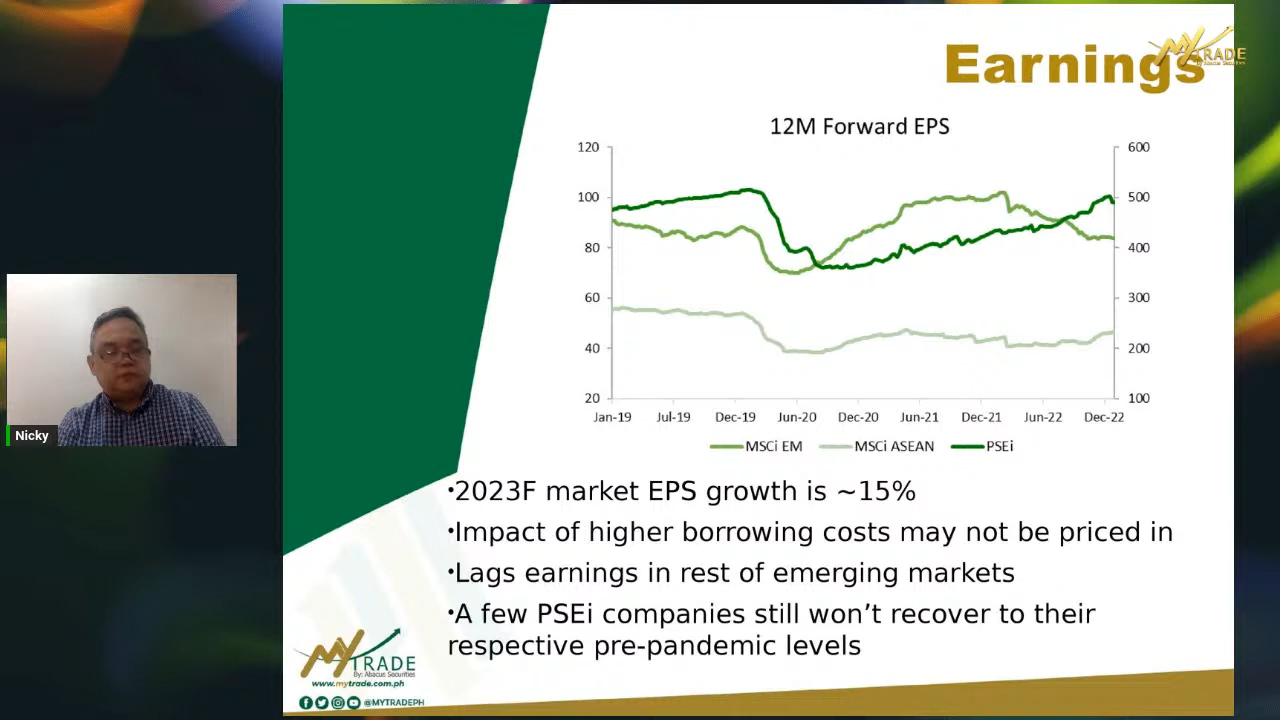 Earnings
MYTRADE
By: Abacus Securities
12M Forward EPS
120
100
80
60
40
20
600
500
400
300
200
100
Jan-19 Jul-19 Dec-19 Jun-20 Dec-20 Jun-21 Dec-21 Jun-22 Dec-22
MSCi EM MSCi ASEAN PSEi
Nicky
•2023F market EPS growth is ~15%
•Impact of higher borrowing costs may not be priced in
•Lags earnings in rest of emerging markets
•A few PSEi companies still won’t recover to their
respective pre-pandemic levels
MYTRADE
By: Abacus Securities
www.mytrade.com.ph
@MYTRADEPH